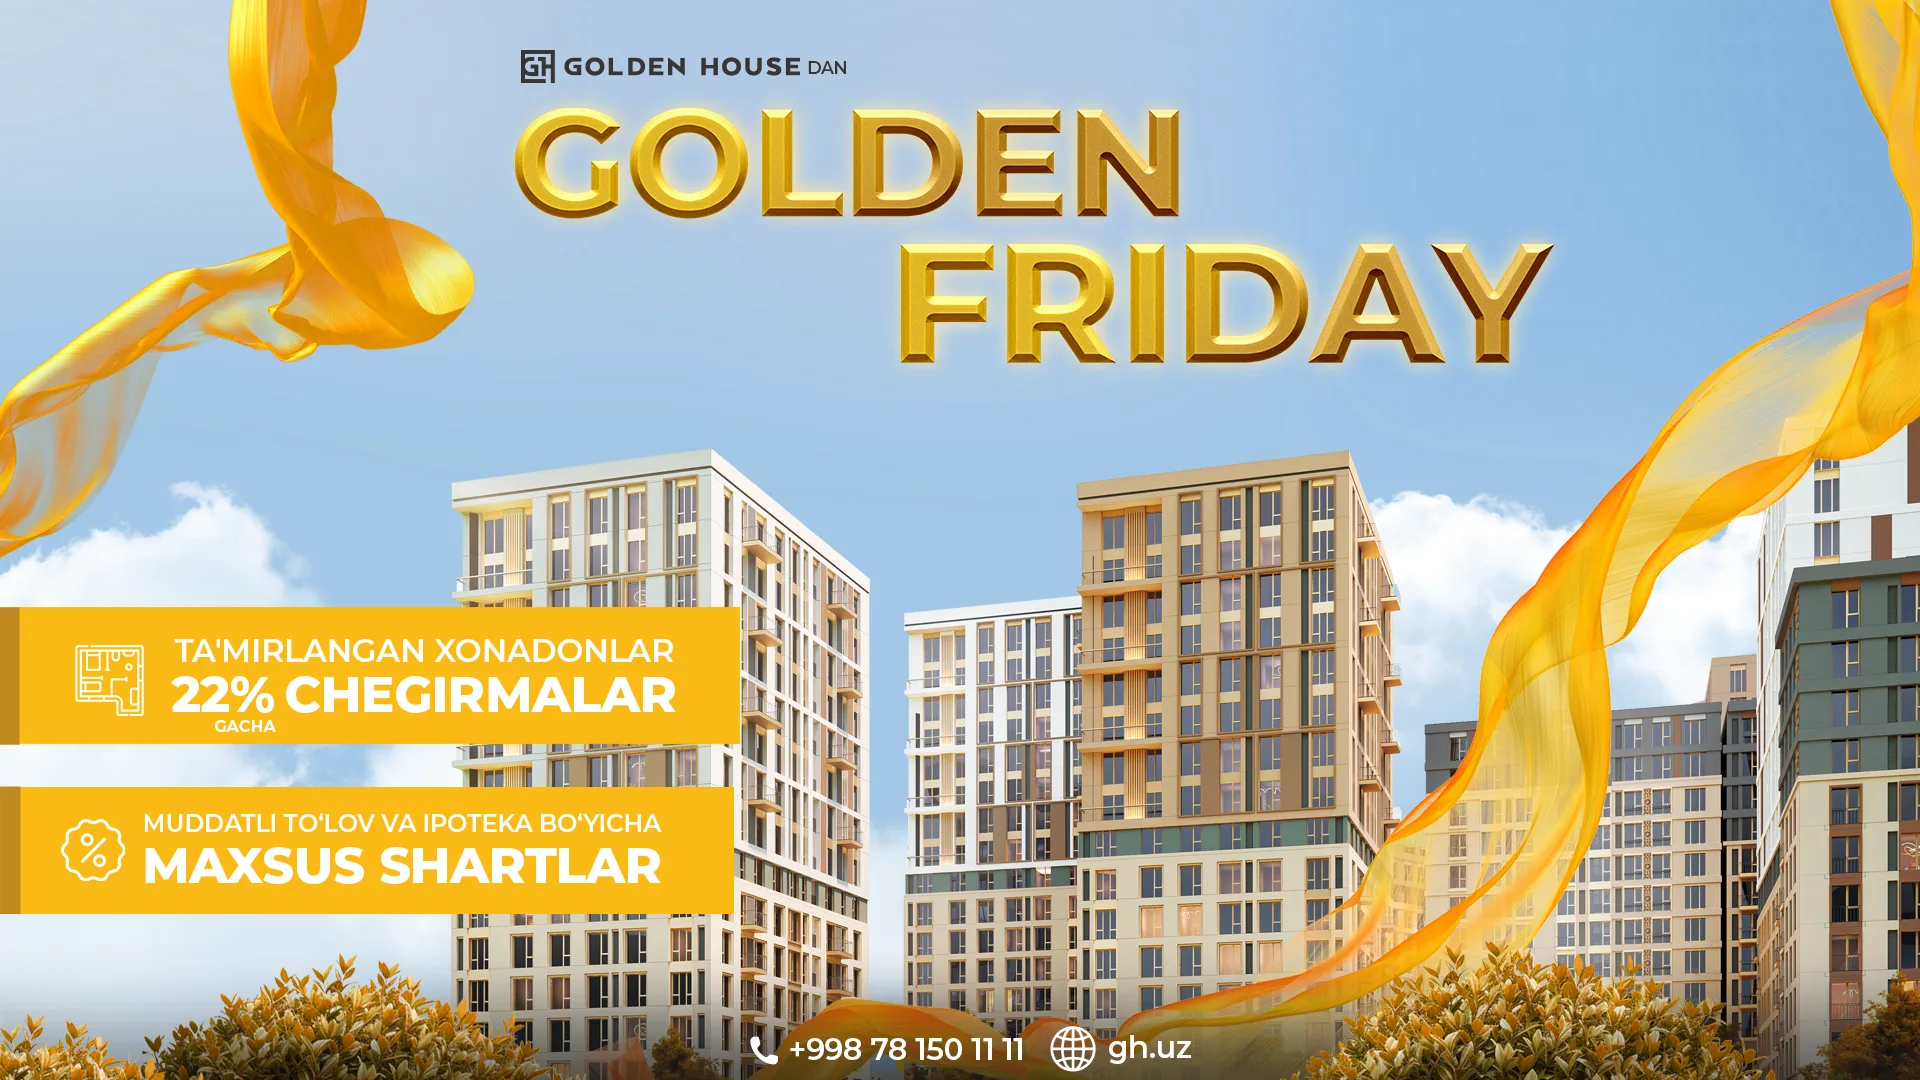 GH GOLDEN HOUSE DAN
GOLDEN
FRIDAY
TA'MIRLANGAN XONADONLAR
22% CHEGIRMALAR
GACHA
MUDDATLI TO‘LOV VA IPOTEKA BO‘YICHA
MAXSUS SHARTLAR
+998 78 150 11 11 gh.uz